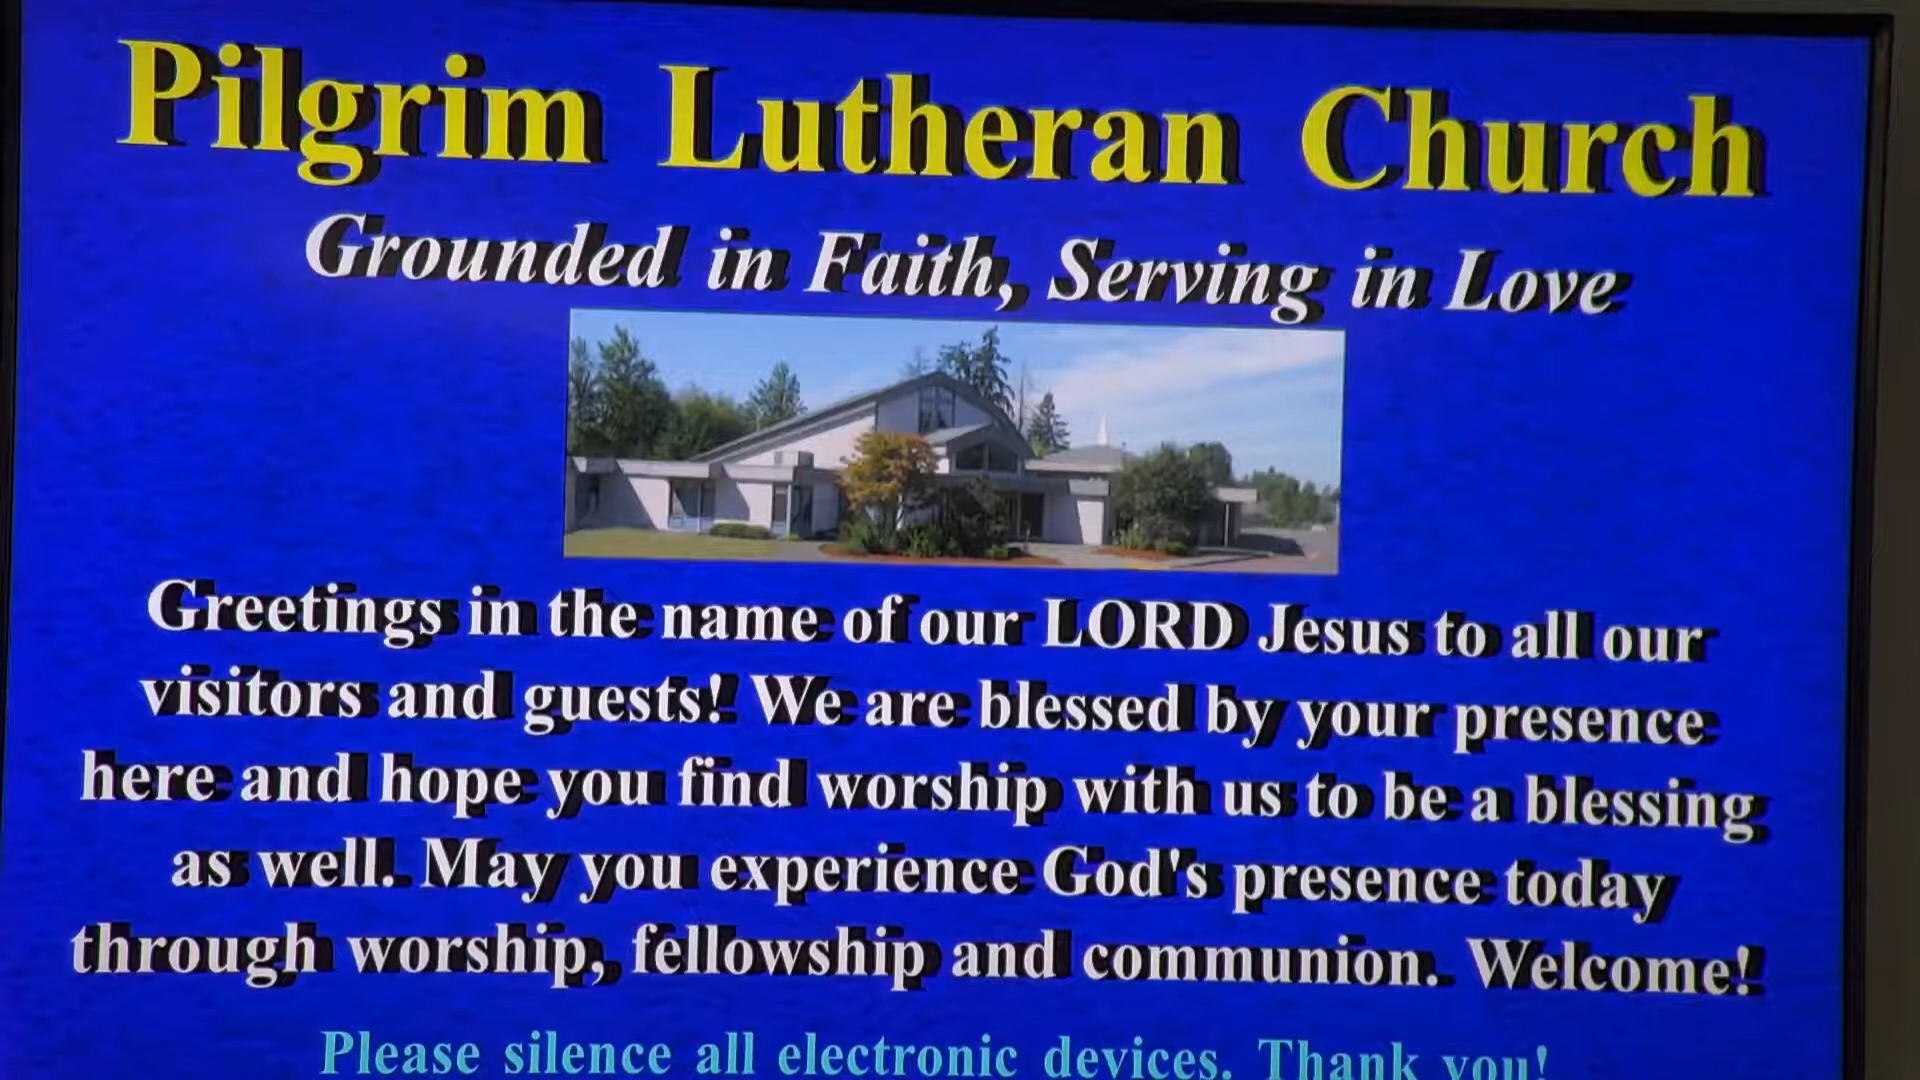 Pilgrim Lutheran Church
Grounded in Faith, Serving in Love
Greetings in the name of our LORD Jesus to all our
visitors and guests! We are blessed by your presence
here and hope you find worship with us to be a blessing
as well. May you experience God's presence today
through worship, fellowship and communion. Welcome!
Please silence all electronic devices. Thank you!